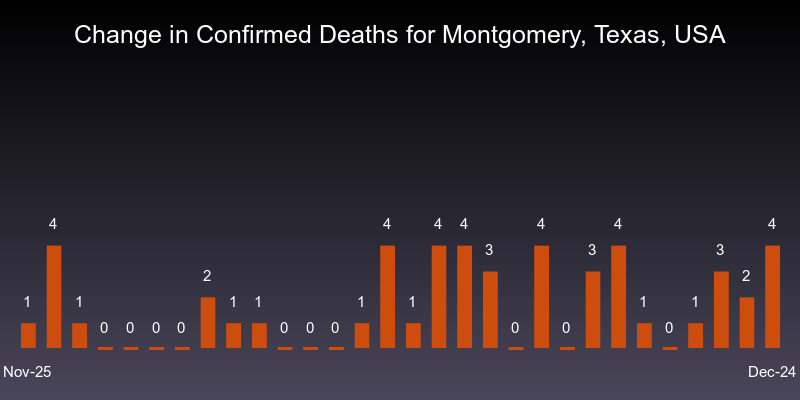 Change in Confirmed Deaths for Montgomery, Texas, USA
1 4 1 0 0 0 0 2 1 1 0 0 0 1 4 1 4 4 3 0 4 0 3 4 1 0 1 3 2 4
Nov-25 Dec-24